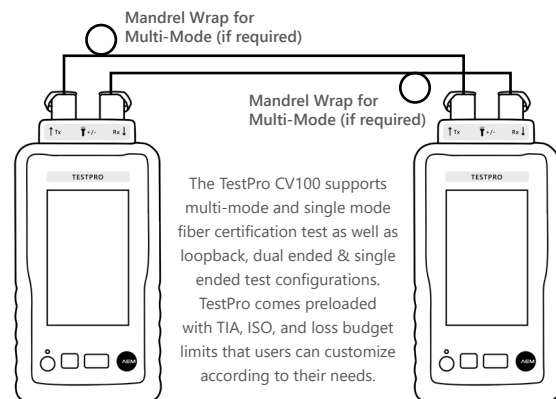 Mandrel Wrap for
Multi-Mode (if required)
Mandrel Wrap for
Multi-Mode (if required)
↑ Tx +/- Rx ↓
↑ Tx +/- Rx ↓
TESTPRO
TESTPRO
The TestPro CV100 supports
multi-mode and single mode
fiber certification test as well as
loopback, dual ended & single
ended test configurations.
TestPro comes preloaded
with TIA, ISO, and loss budget
limits that users can customize
according to their needs.
AEM
AEM